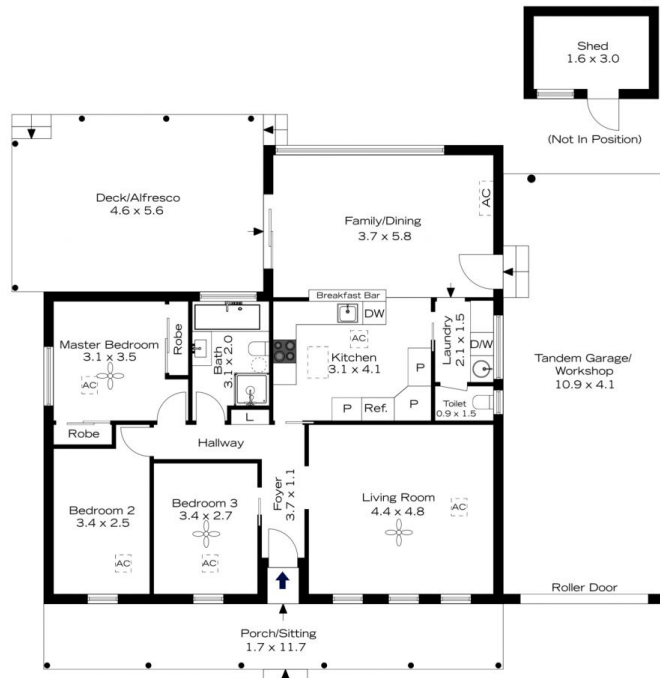 Shed
1.6 x 3.0
(Not In Position)
Deck/Alfresco
4.6 x 5.6
Family/Dining
3.7 x 5.8
AC
Breakfast Bar
DW
Master Bedroom
3.1 x 3.5
AC
Robe
Robe
Bath
3.1 x 2.0
Kitchen
3.1 x 4.1
AC
P
P
P
Ref.
Laundry
2.1 x 1.5
D/W
Toilet
0.9 x 1.5
Tandem Garage/
Workshop
10.9 x 4.1
L
Hallway
Foyer
3.7 x 1.1
Bedroom 2
3.4 x 2.5
AC
Bedroom 3
3.4 x 2.7
AC
Living Room
4.4 x 4.8
AC
Roller Door
Porch/Sitting
1.7 x 11.7